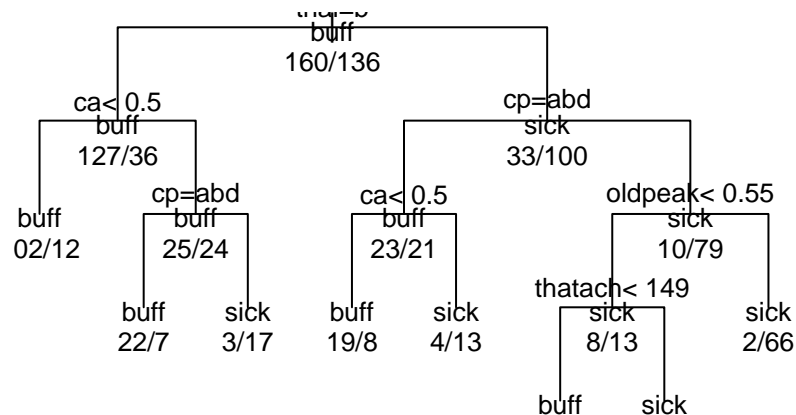 thal=b
buff
160/136
ca< 0.5
buff
127/36
cp=abd
sick
33/100
buff
02/12
cp=abd
buff
25/24
ca< 0.5
buff
23/21
oldpeak< 0.55
sick
10/79
buff
22/7
sick
3/17
buff
19/8
sick
4/13
thatach< 149
sick
8/13
sick
2/66
buff
sick